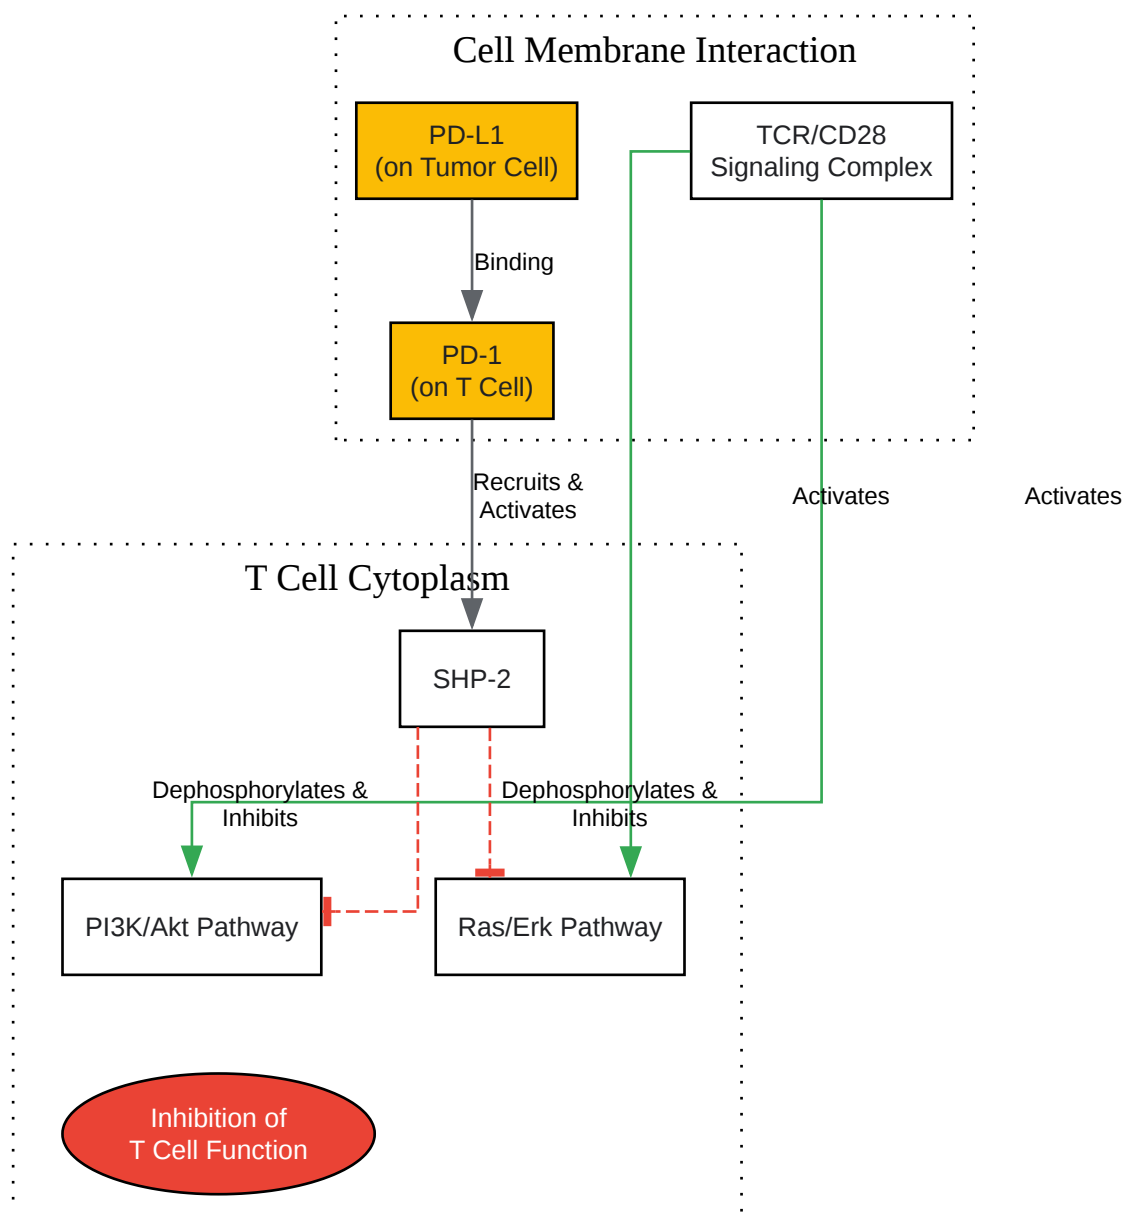 Cell Membrane Interaction
PD-L1
(on Tumor Cell)
TCR/CD28
Signaling Complex
Binding
PD-1
(on T Cell)
Recruits &
Activates
Activates
Activates
T Cell Cytoplasm
SHP-2
Dephosphorylates &
Inhibits
Dephosphorylates &
Inhibits
PI3K/Akt Pathway
Ras/Erk Pathway
Inhibition of
T Cell Function